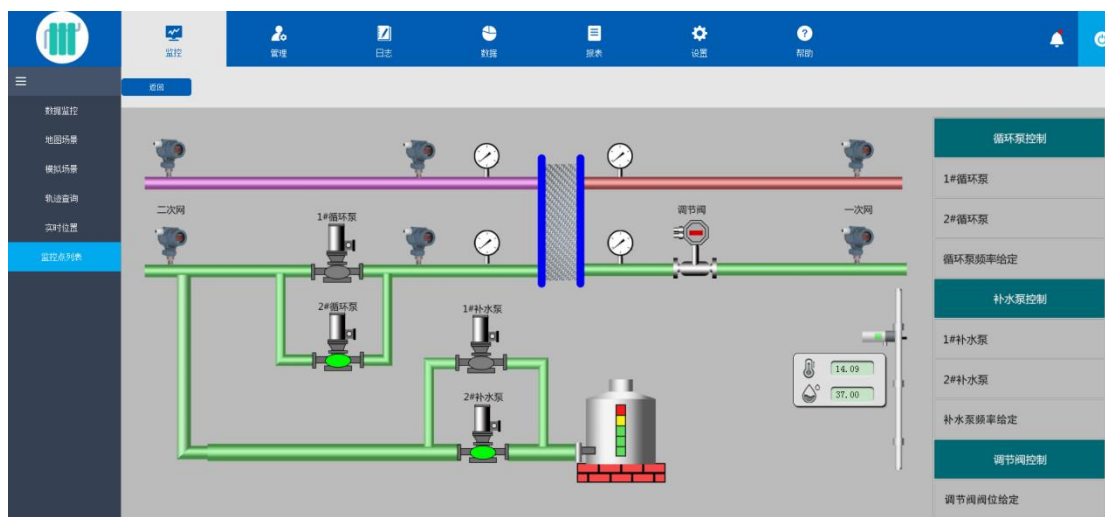 监控
管理
日志
数据
报表
设置
帮助
返回
数据监控
地图场景
模拟场景
轨迹查询
实时位置
监控点列表
二次网
1#循环泵
调节阀
一次网
2#循环泵
1#补水泵
14.09
37.00
2#补水泵
循环泵控制
1#循环泵
2#循环泵
循环泵频率给定
补水泵控制
1#补水泵
2#补水泵
补水泵频率给定
调节阀控制
调节阀阀位给定